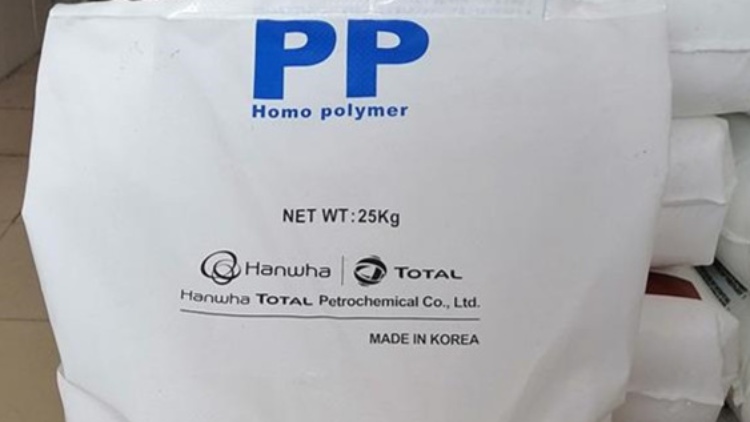 PP
Homo polymer
NET WT:25Kg
Hanwha TOTAL
Hanwha TOTAL Petrochemical Co., Ltd.
MADE IN KOREA